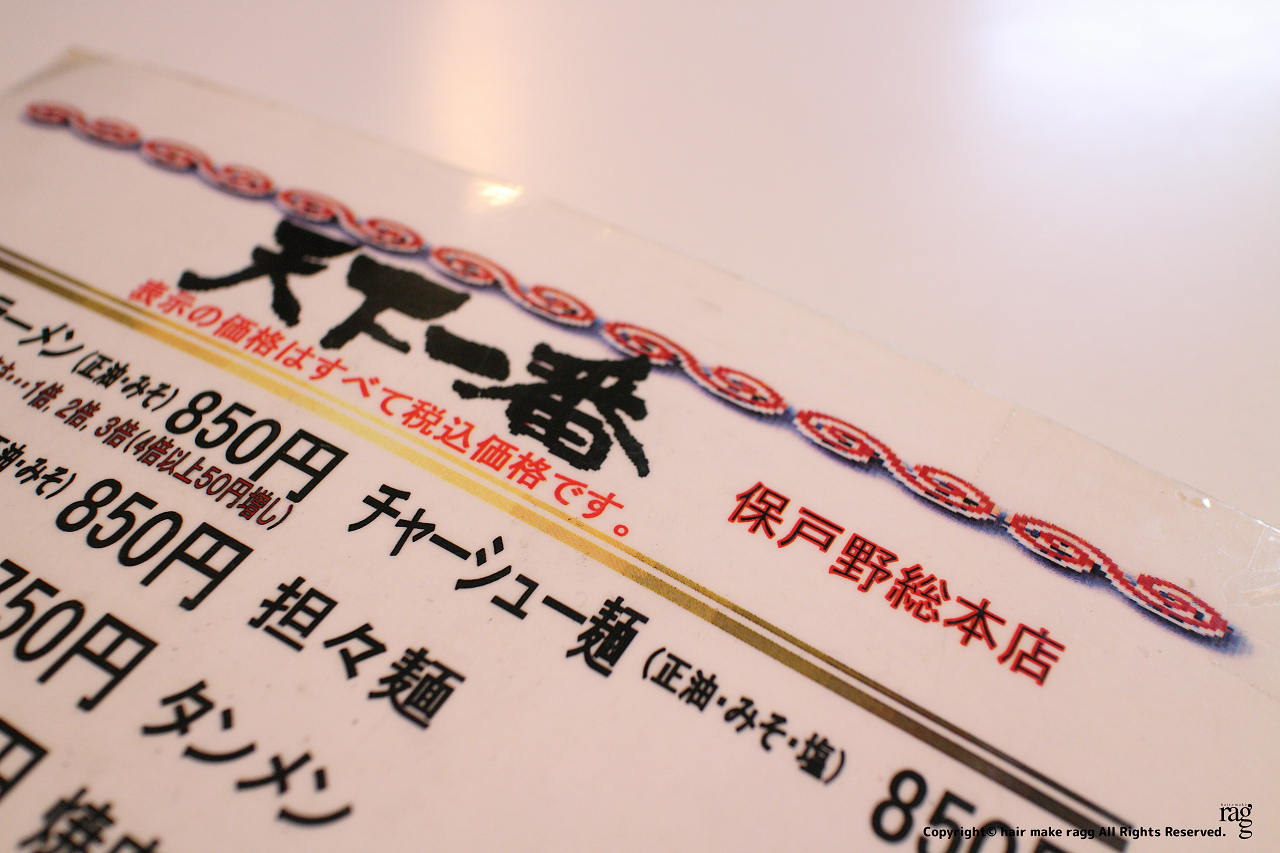 天下一番
表示の価格はすべて税込価格です。
保戸野総本店
ラーメン(正油・みそ) 850円 チャーシュー麺 (正油・みそ・塩) 850
…1倍, 2倍, 3倍(4倍以上50円増し)
油・みそ) 850円 担々麺
750円 タンメン
円
rag
g
Copyright© hair make ragg All Rights Reserved.